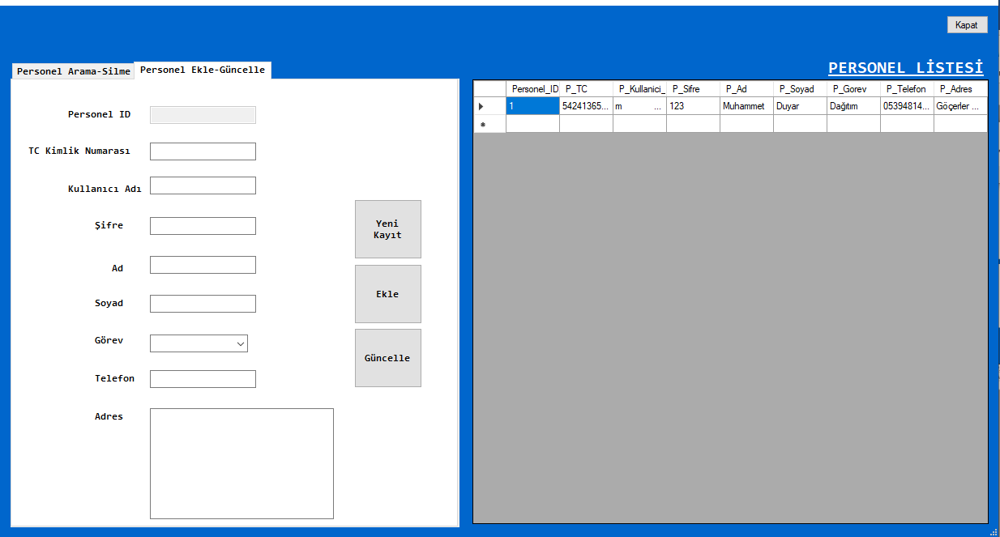 Kapat
PERSONEL LİSTESİ
Personel Arama-Silme Personel Ekle-Güncelle
Personel ID
TC Kimlik Numarası
Kullanıcı Adı
Şifre
Ad
Soyad
Görev
Telefon
Adres
Yeni
Kayıt
Ekle
Güncelle
Personel_ID P_TC P_Kullanici_ P_Sifre P_Ad P_Soyad P_Gorev P_Telefon P_Adres
1 54241365... m ... 123 Muhammet Duyar Dağıtım 05394814... Göçerler ...